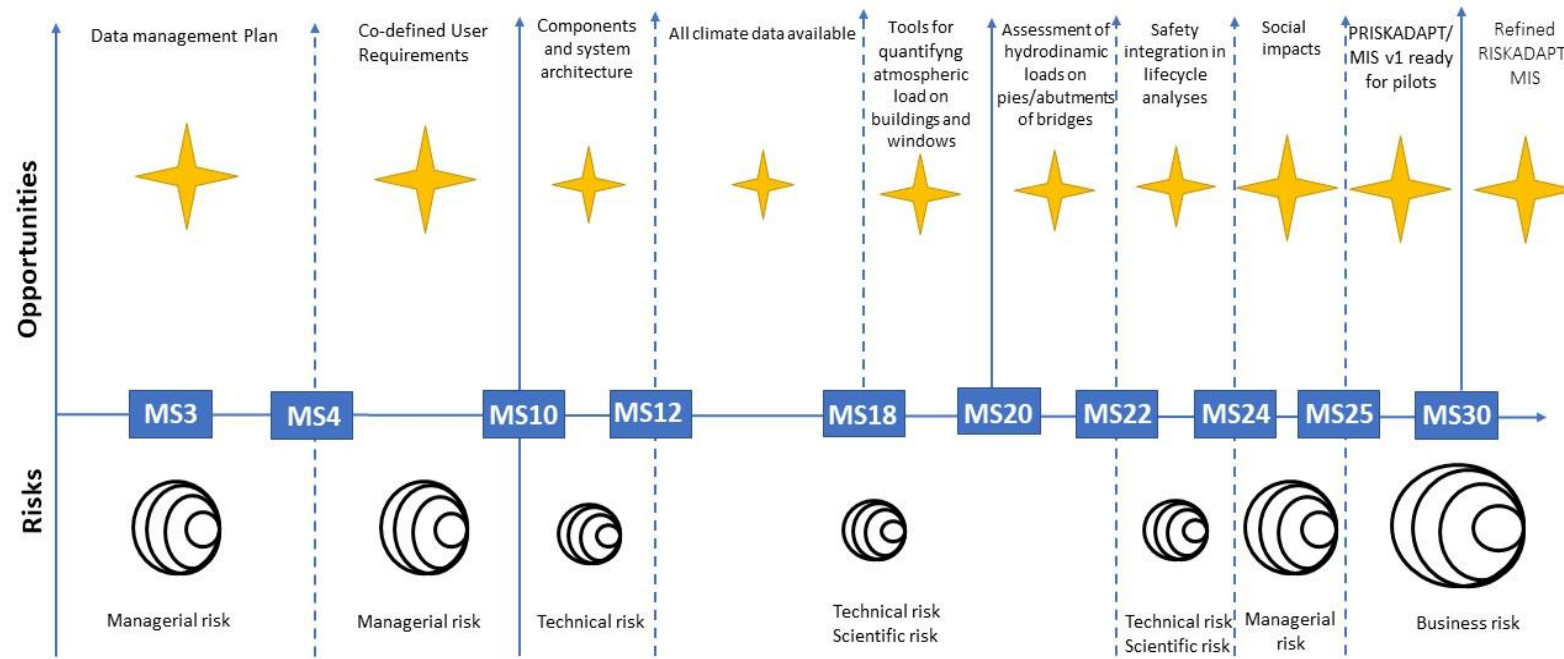 Data management Plan
Co-defined User
Requirements
Components
and system
architecture
All climate data available
Tools for
quantifyng
atmospheric
load on
buildings and
windows
Assessment of
hydrodinamic
loads on
pies/abutments
of bridges
Safety
integration in
lifecycle
analyses
Social
impacts
PRISKADAPT/
MIS v1 ready
for pilots
Refined
RISKADAPT
MIS
Opportunities
MS3
MS4
MS10
MS12
MS18
MS20
MS22
MS24
MS25
MS30
Risks
Managerial risk
Managerial risk
Technical risk
Technical risk
Scientific risk
Technical risk
Scientific risk
Managerial
risk
Business risk